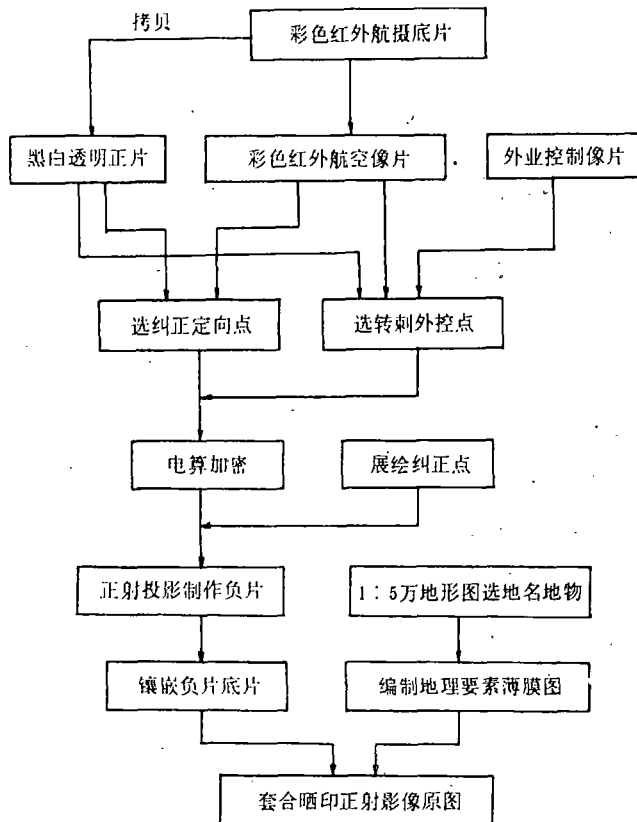 拷贝
彩色红外航摄底片
黑白透明正片
彩色红外航空像片
外业控制像片
选纠正定向点
选转刺外控点
电算加密
展绘纠正点
正射投影制作负片
1∶5万地形图选地名地物
镶嵌负片底片
编制地理要素薄膜图
套合晒印正射影像原图